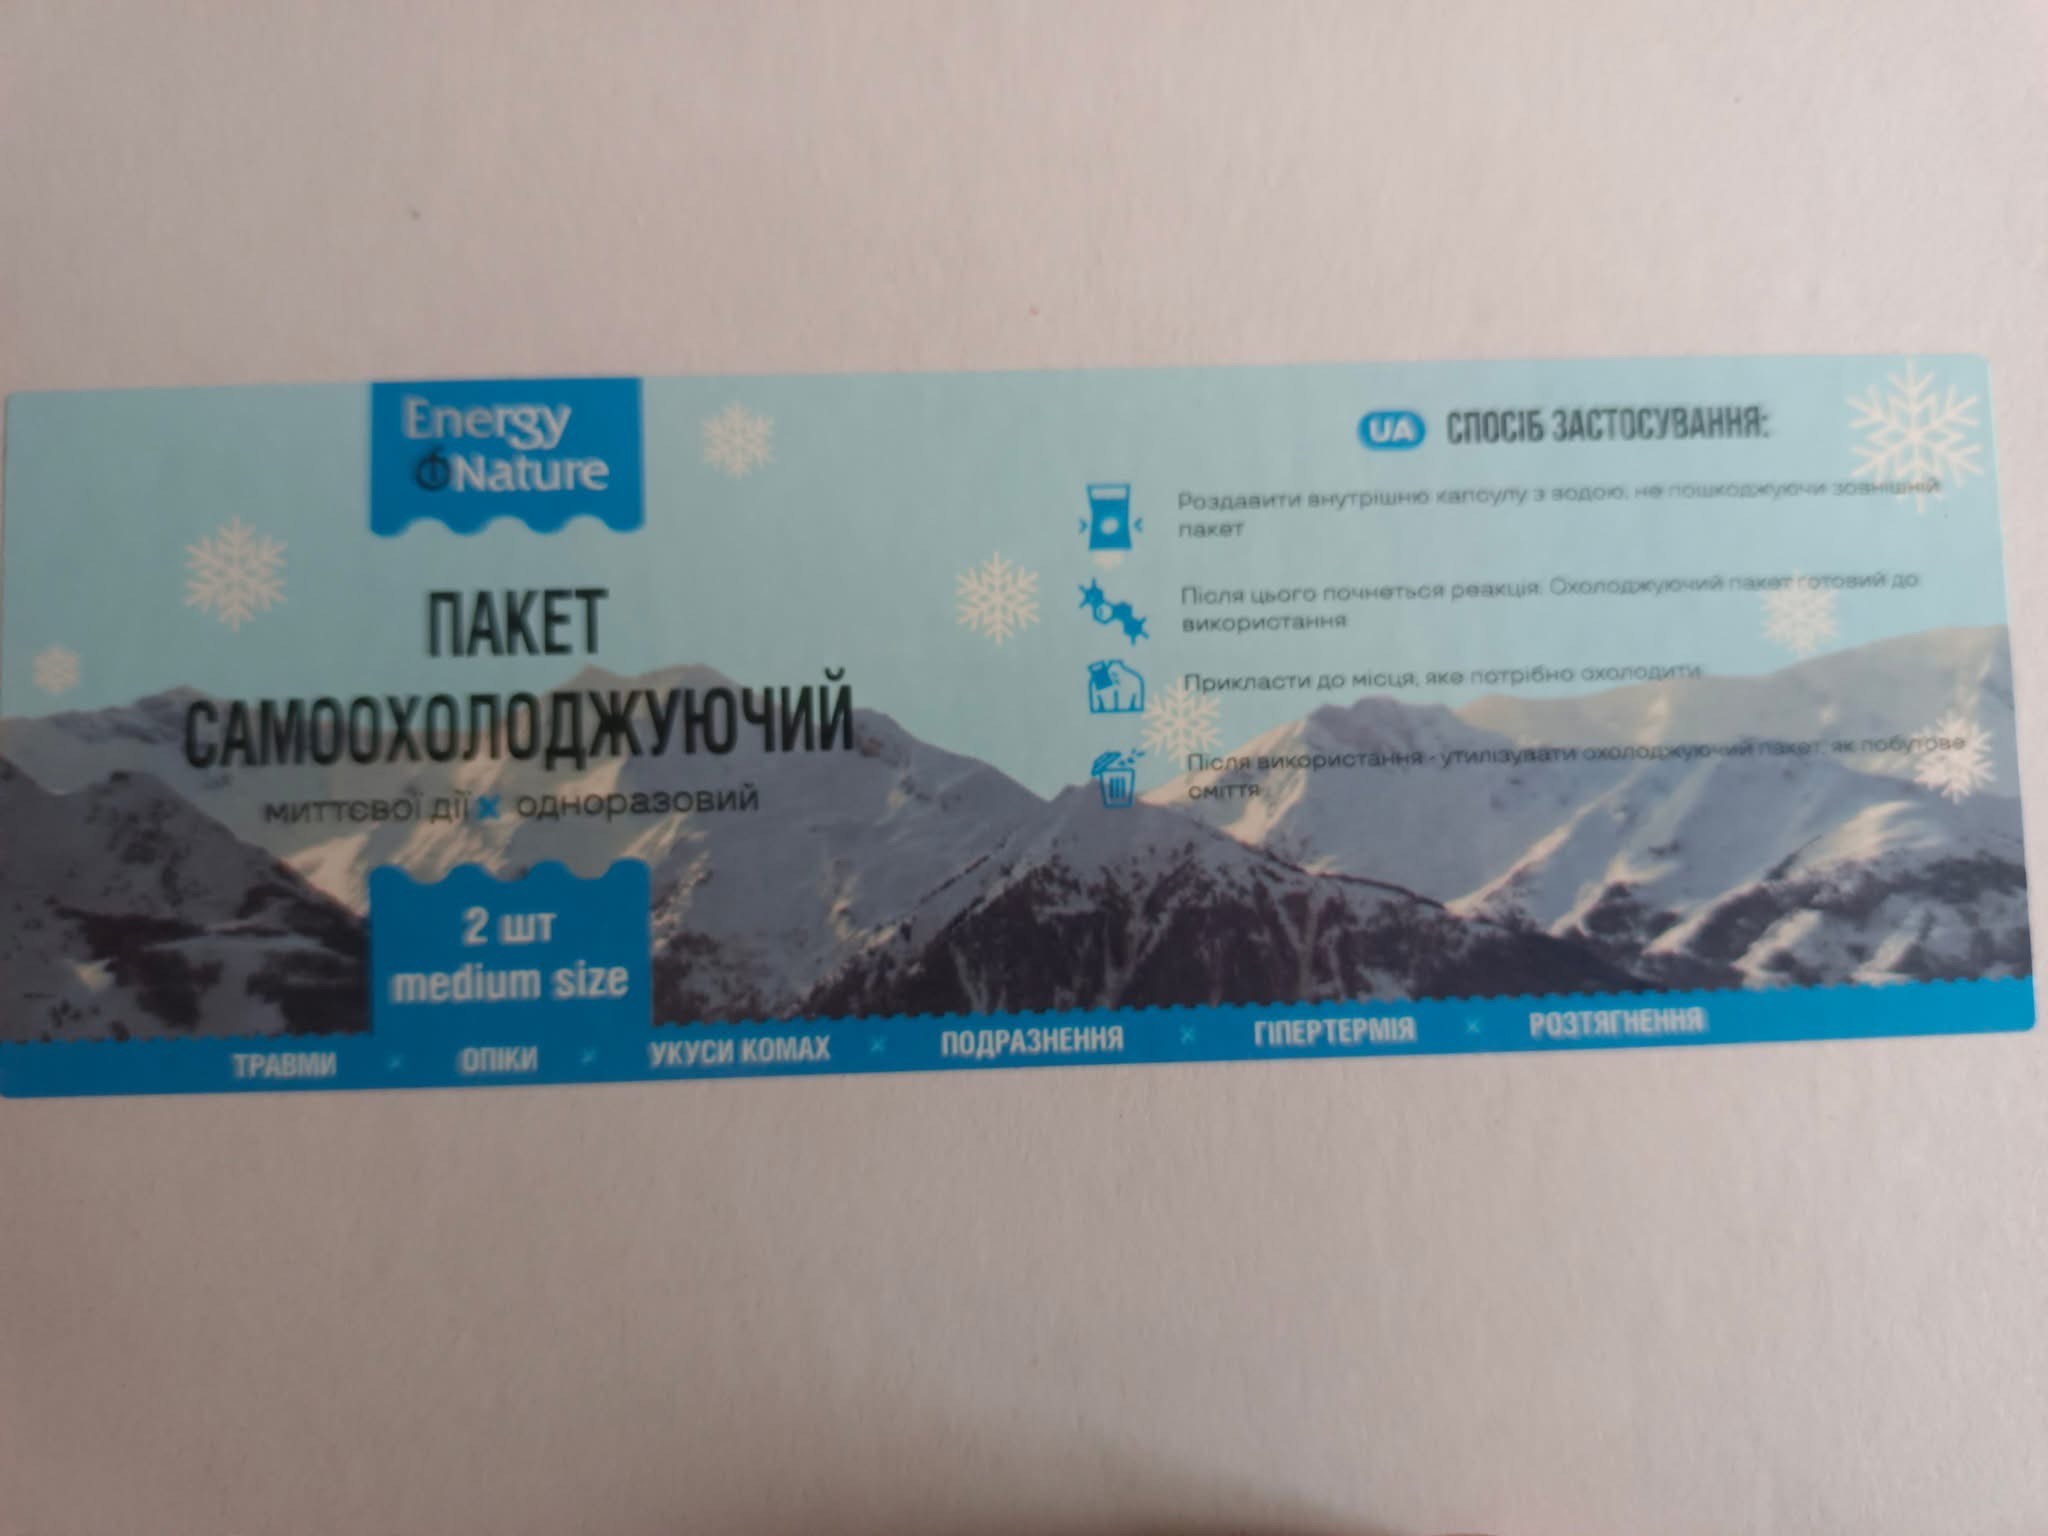 Energy
Nature
ПАКЕТ
САМООХОЛОДЖУЮЧИЙ
миттєвої дії × одноразовий
2 шт
medium size
UA СПОСІБ ЗАСТОСУВАННЯ:
Роздавити внутрішню капсулу з водою, не пошкоджуючи зовнішній
пакет
Після цього почнеться реакція. Охолоджуючий пакет готовий до
використання
Прикласти до місця, яке потрібно охолодити
Після використання - утилізувати охолоджуючий пакет, як побутове
сміття
ТРАВМИ × ОПІКИ × УКУСИ КОМАХ × ПОДРАЗНЕННЯ × ГІПЕРТЕРМІЯ × РОЗТЯГНЕННЯ